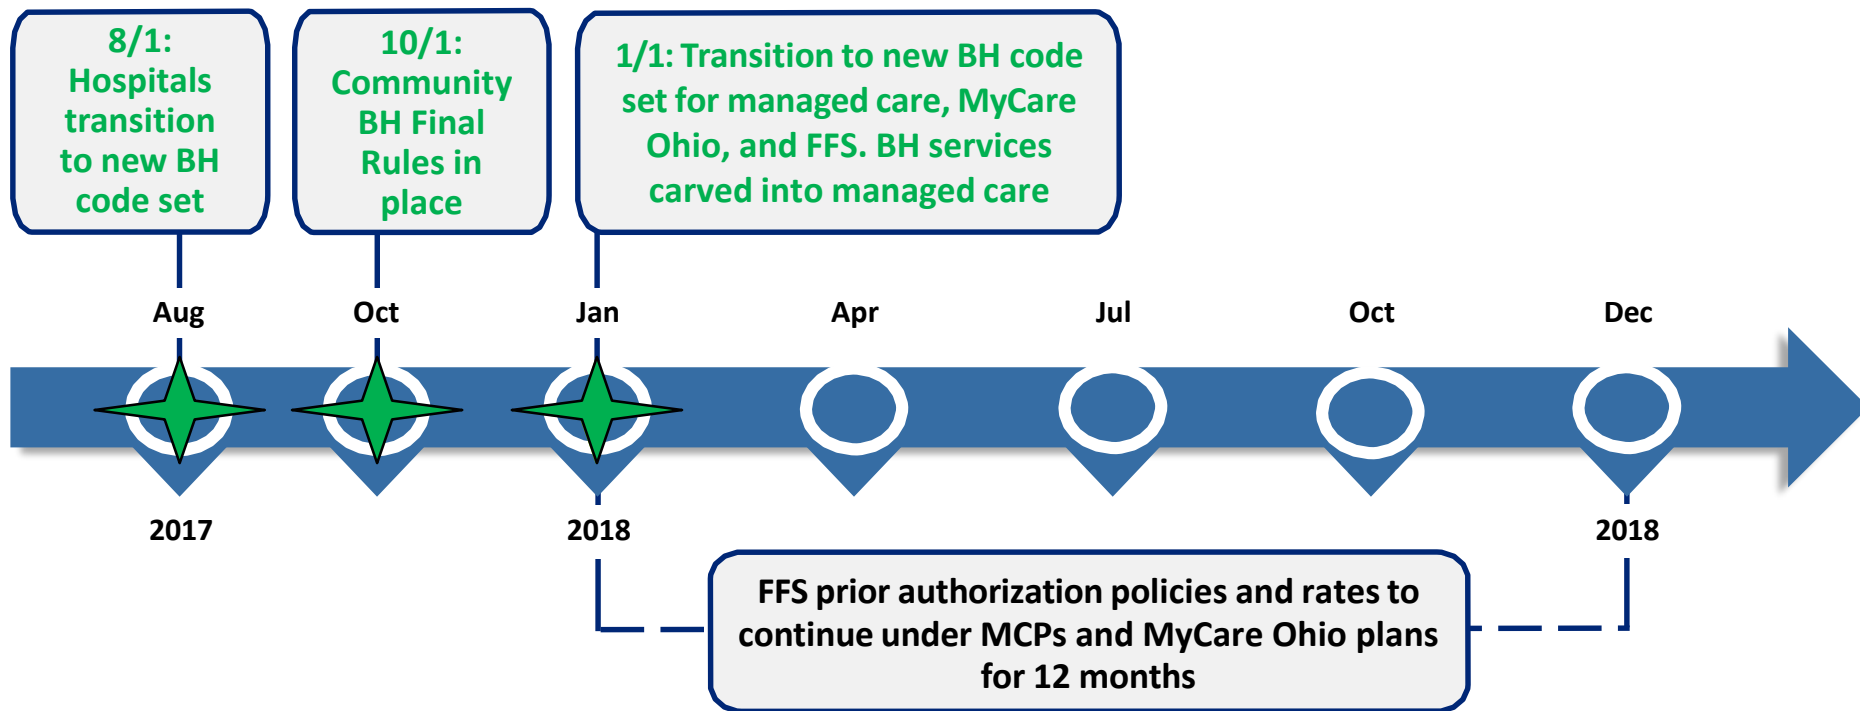 8/1:
Hospitals
transition
to new BH
code set
10/1:
Community
BH Final
Rules in
place
1/1: Transition to new BH code
set for managed care, MyCare
Ohio, and FFS. BH services
carved into managed care
Aug
Oct
Jan
Apr
Jul
Oct
Dec
2017
2018
2018
FFS prior authorization policies and rates to
continue under MCPs and MyCare Ohio plans
for 12 months